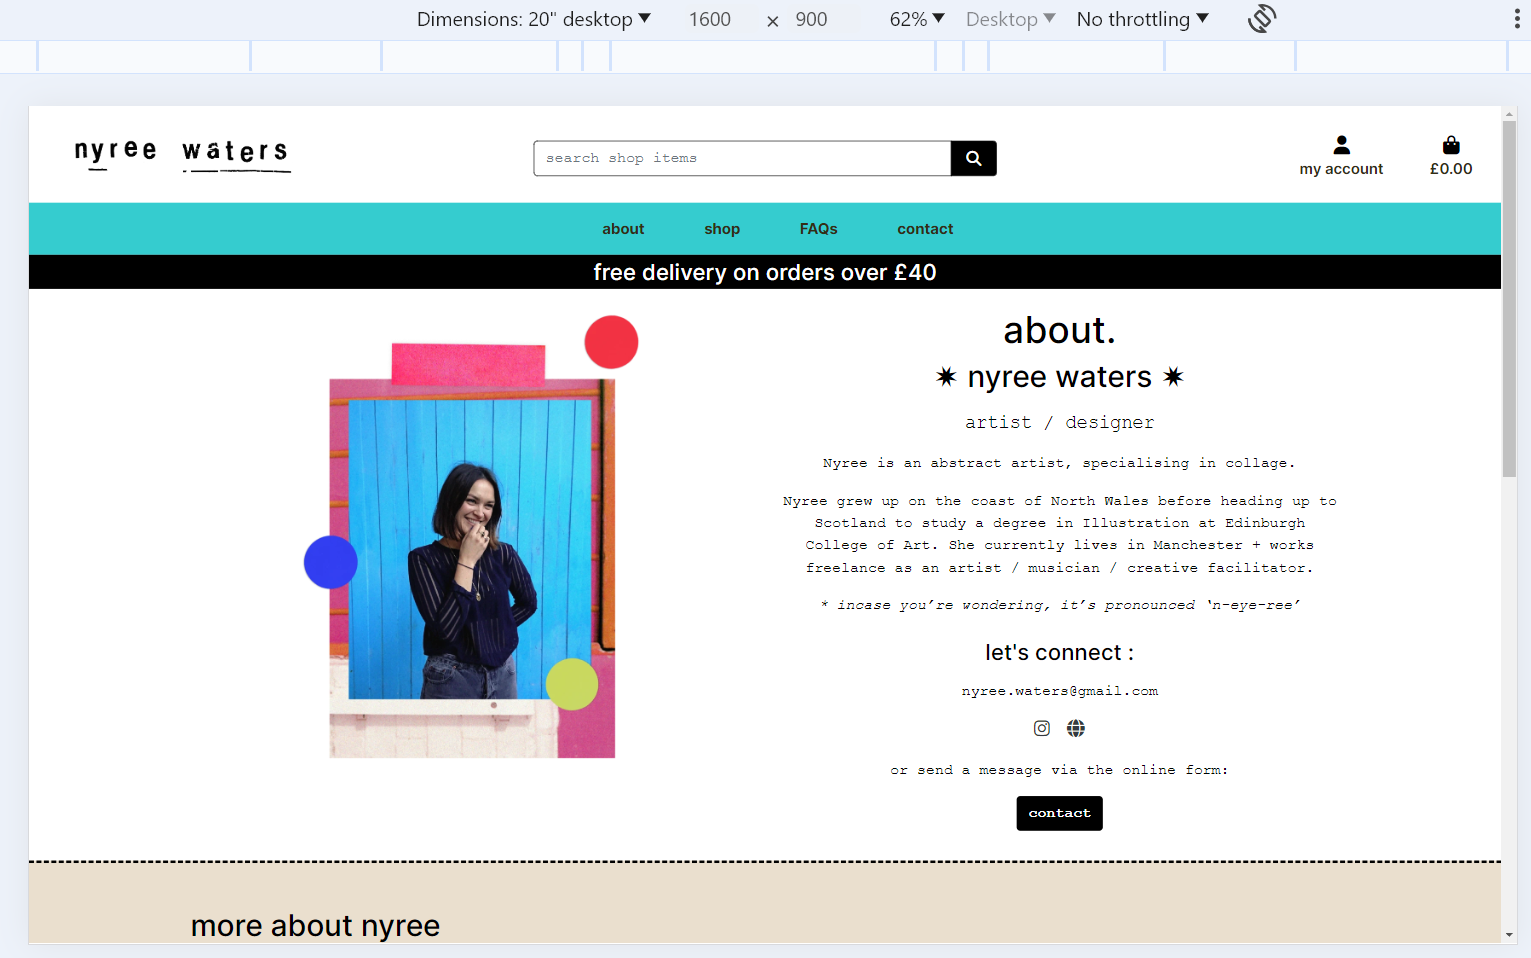 Dimensions: 20" desktop 1600 × 900 62% Desktop No throttling
nyree waters
search shop items
my account
£0.00
about shop FAQs contact
free delivery on orders over £40
about.
✷ nyree waters ✷
artist / designer
Nyree is an abstract artist, specialising in collage.
Nyree grew up on the coast of North Wales before heading up to
Scotland to study a degree in Illustration at Edinburgh
College of Art. She currently lives in Manchester + works
freelance as an artist / musician / creative facilitator.
* incase you’re wondering, it’s pronounced ‘n-eye-ree’
let's connect :
nyree.waters@gmail.com
or send a message via the online form:
contact
more about nyree